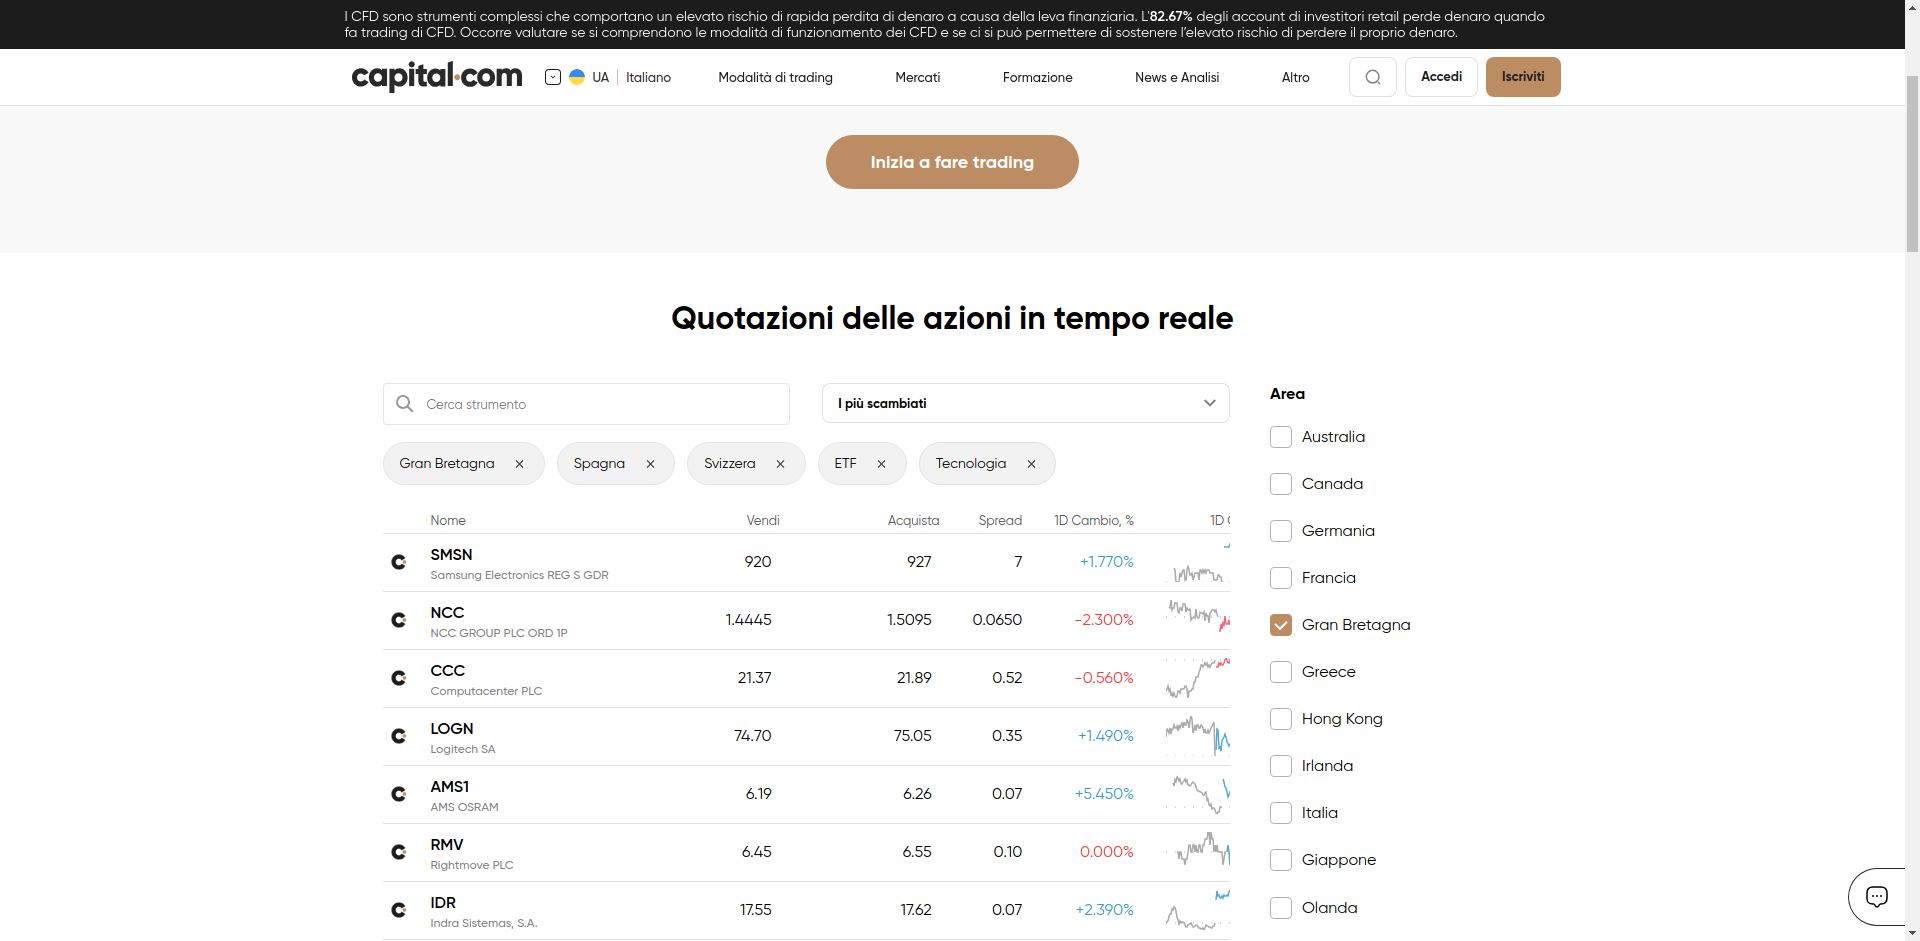 I CFD sono strumenti complessi che comportano un elevato rischio di rapida perdita di denaro a causa della leva finanziaria. L'82.67% degli account di investitori retail perde denaro quando
fa trading di CFD. Occorre valutare se si comprendono le modalità di funzionamento dei CFD e se ci si può permettere di sostenere l'elevato rischio di perdere il proprio denaro.
capital.com UA Italiano Modalità di trading Mercati Formazione News e Analisi Altro Accedi Iscriviti
Inizia a fare trading
Quotazioni delle azioni in tempo reale
Cerca strumento
I più scambiati
Gran Bretagna × Spagna × Svizzera × ETF × Tecnologia ×
Nome Vendi Acquista Spread 1D Cambio, % 1D
SMSN 920 927 7 +1.770%
Samsung Electronics REG S GDR
NCC 1.4445 1.5095 0.0650 -2.300%
NCC GROUP PLC ORD 1P
CCC 21.37 21.89 0.52 -0.560%
Computacenter PLC
LOGN 74.70 75.05 0.35 +1.490%
Logitech SA
AMS1 6.19 6.26 0.07 +5.450%
AMS OSRAM
RMV 6.45 6.55 0.10 0.000%
Rightmove PLC
IDR 17.55 17.62 0.07 +2.390%
Indra Sistemas, S.A.
Area
Australia
Canada
Germania
Francia
Gran Bretagna
Greece
Hong Kong
Irlanda
Italia
Giappone
Olanda